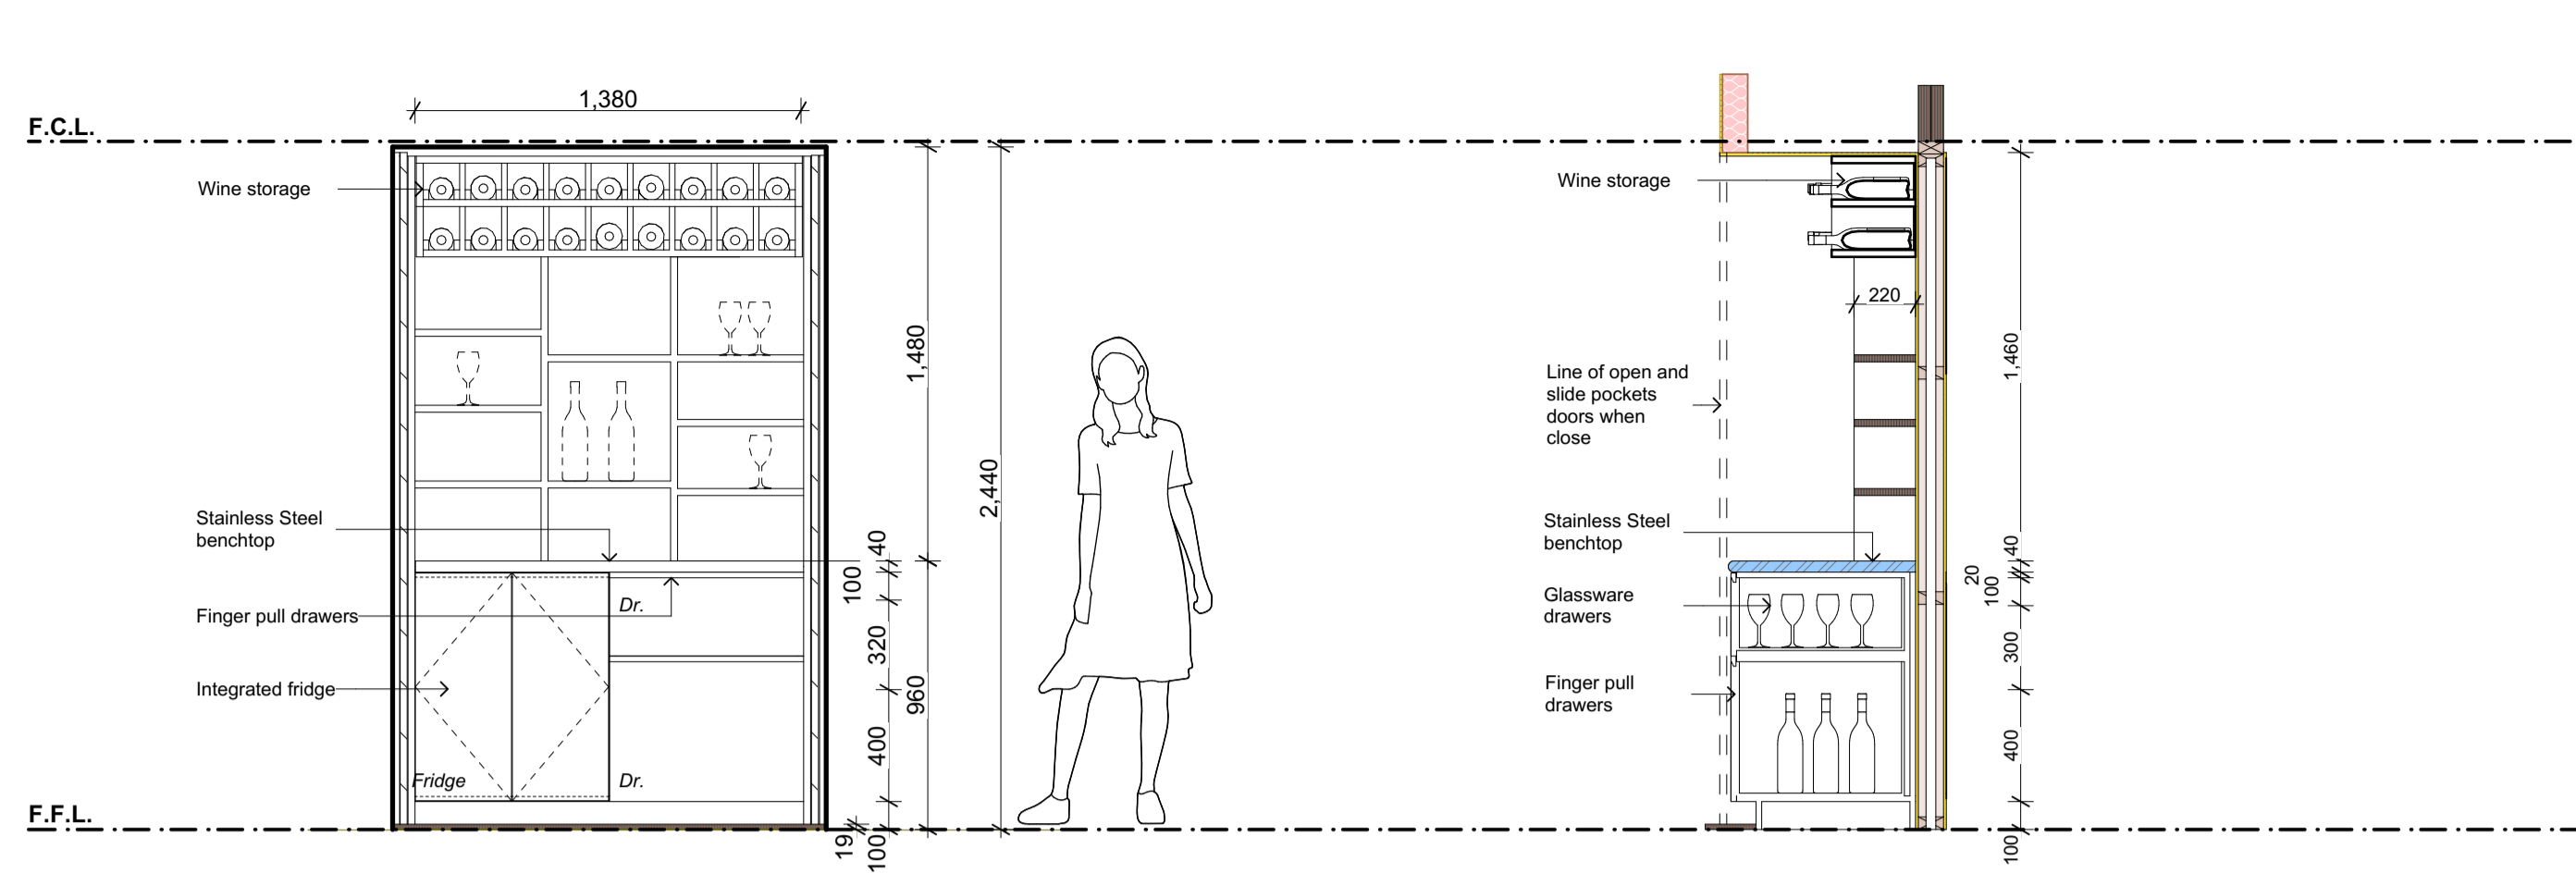 1,380
F.C.L.
Wine storage
Stainless Steel
benchtop
Finger pull drawers
Integrated fridge
Fridge
Dr.
Dr.
F.F.L.
1,480
2,440
40
100
320
960
400
19
100
Wine storage
220
Line of open and
slide pockets
doors when
close
Stainless Steel
benchtop
Glassware
drawers
Finger pull
drawers
1,460
40
20
100
300
400
100